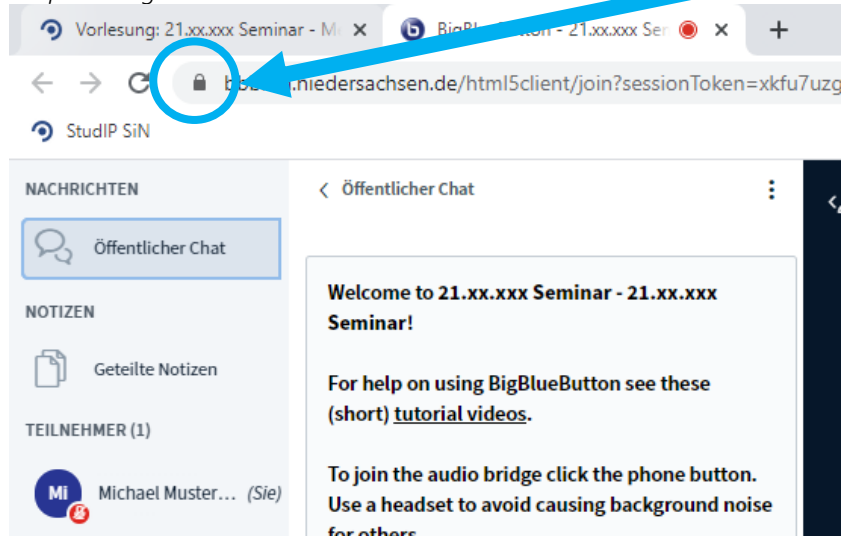 Vorlesung: 21.xx.xxx Seminar - M
21.xx.xxx Se
niedersachsen.de/html5client/join?sessionToken=xkfu7uzg
StudIP SiN
NACHRICHTEN
Öffentlicher Chat
NOTIZEN
Geteilte Notizen
TEILNEHMER (1)
Mi
Michael Muster... (Sie)
Öffentlicher Chat
Welcome to 21.xx.xxx Seminar - 21.xx.xxx
Seminar!
For help on using BigBlueButton see these
(short) tutorial videos.
To join the audio bridge click the phone button.
Use a headset to avoid causing background noise
for others